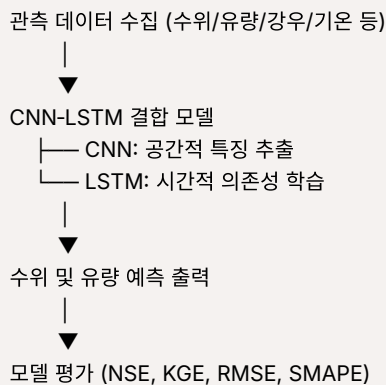 관측 데이터 수집 (수위/유량/강우/기온 등)
│
▼
CNN-LSTM 결합 모델
├── CNN: 공간적 특징 추출
└── LSTM: 시간적 의존성 학습
│
▼
수위 및 유량 예측 출력
│
▼
모델 평가 (NSE, KGE, RMSE, SMAPE)